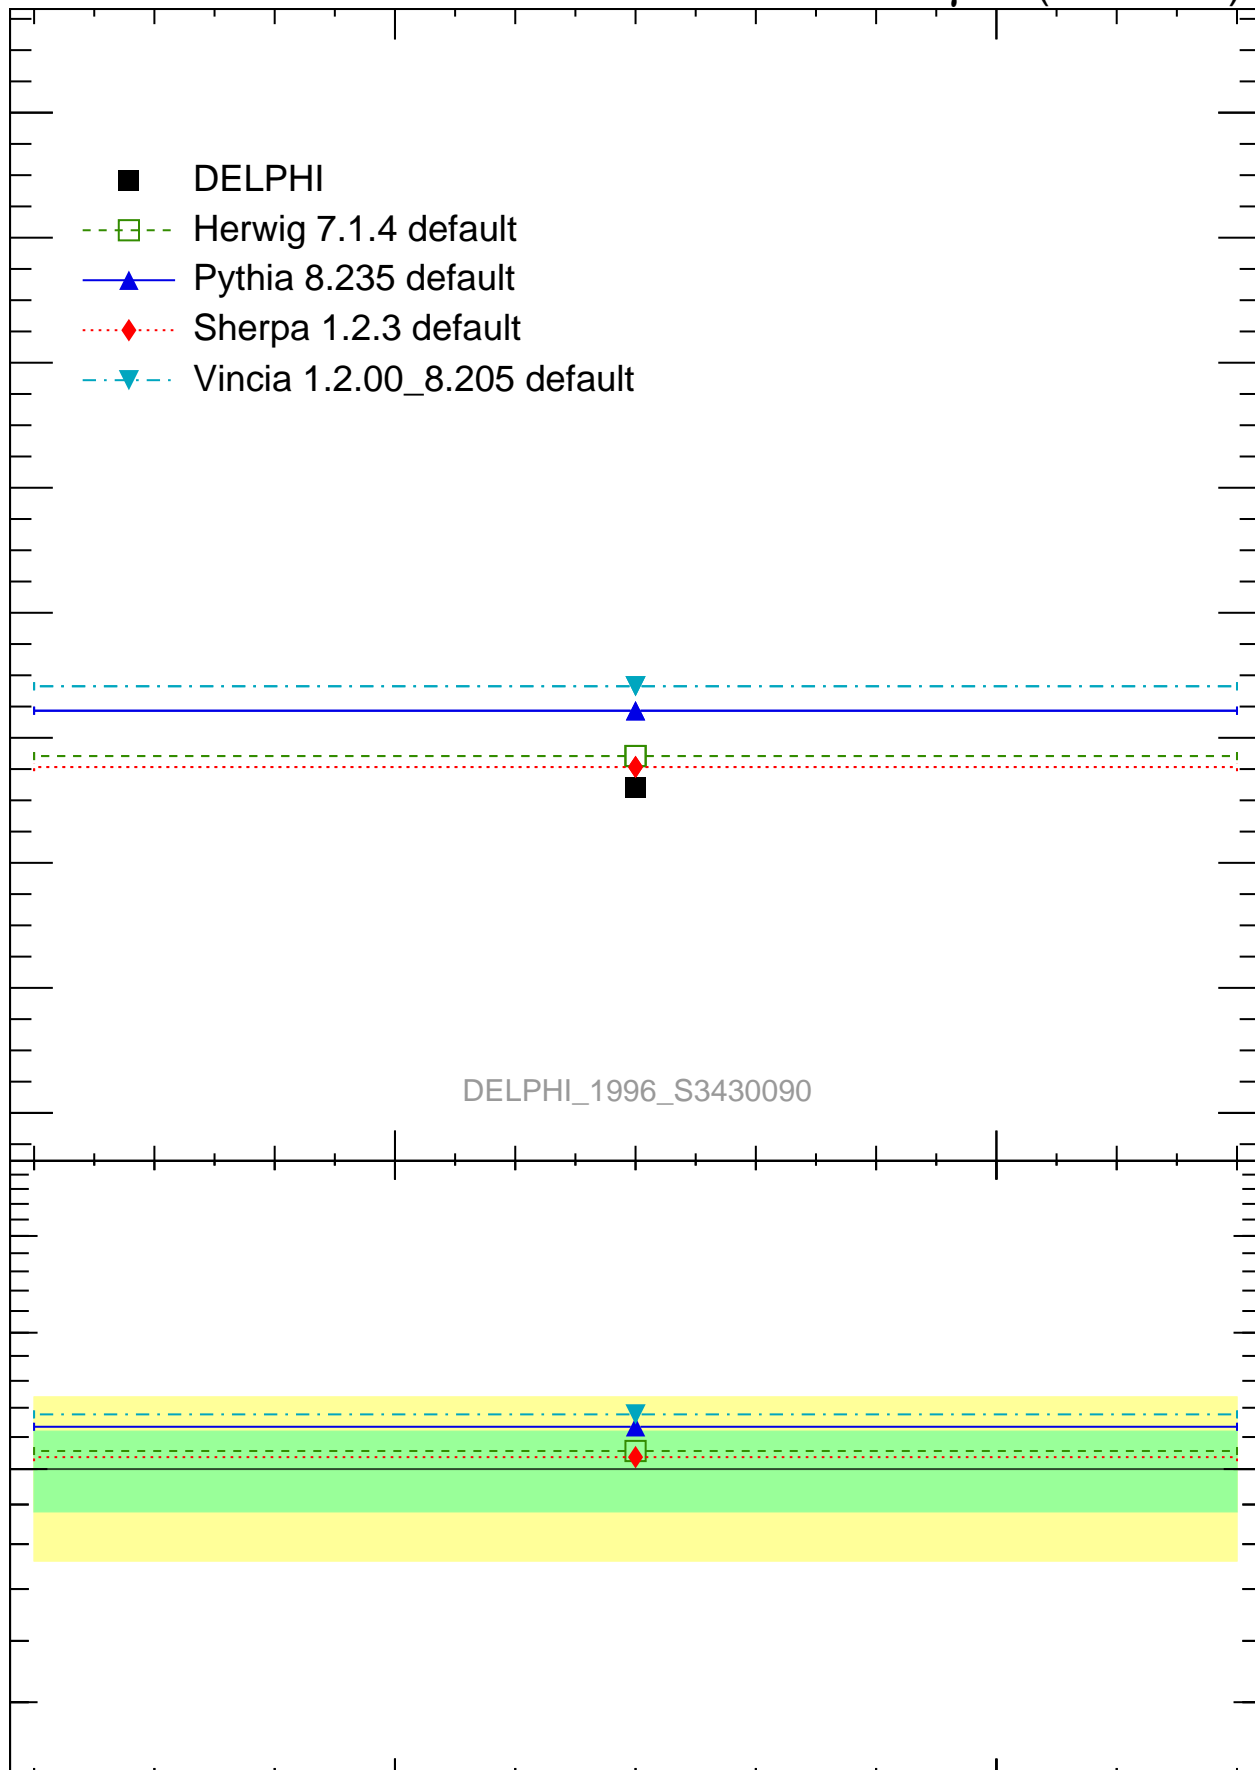 DELPHI
Herwig 7.1.4 default
Pythia 8.235 default
Sherpa 1.2.3 default
Vincia 1.2.00_8.205 default
DELPHI_1996_S3430090